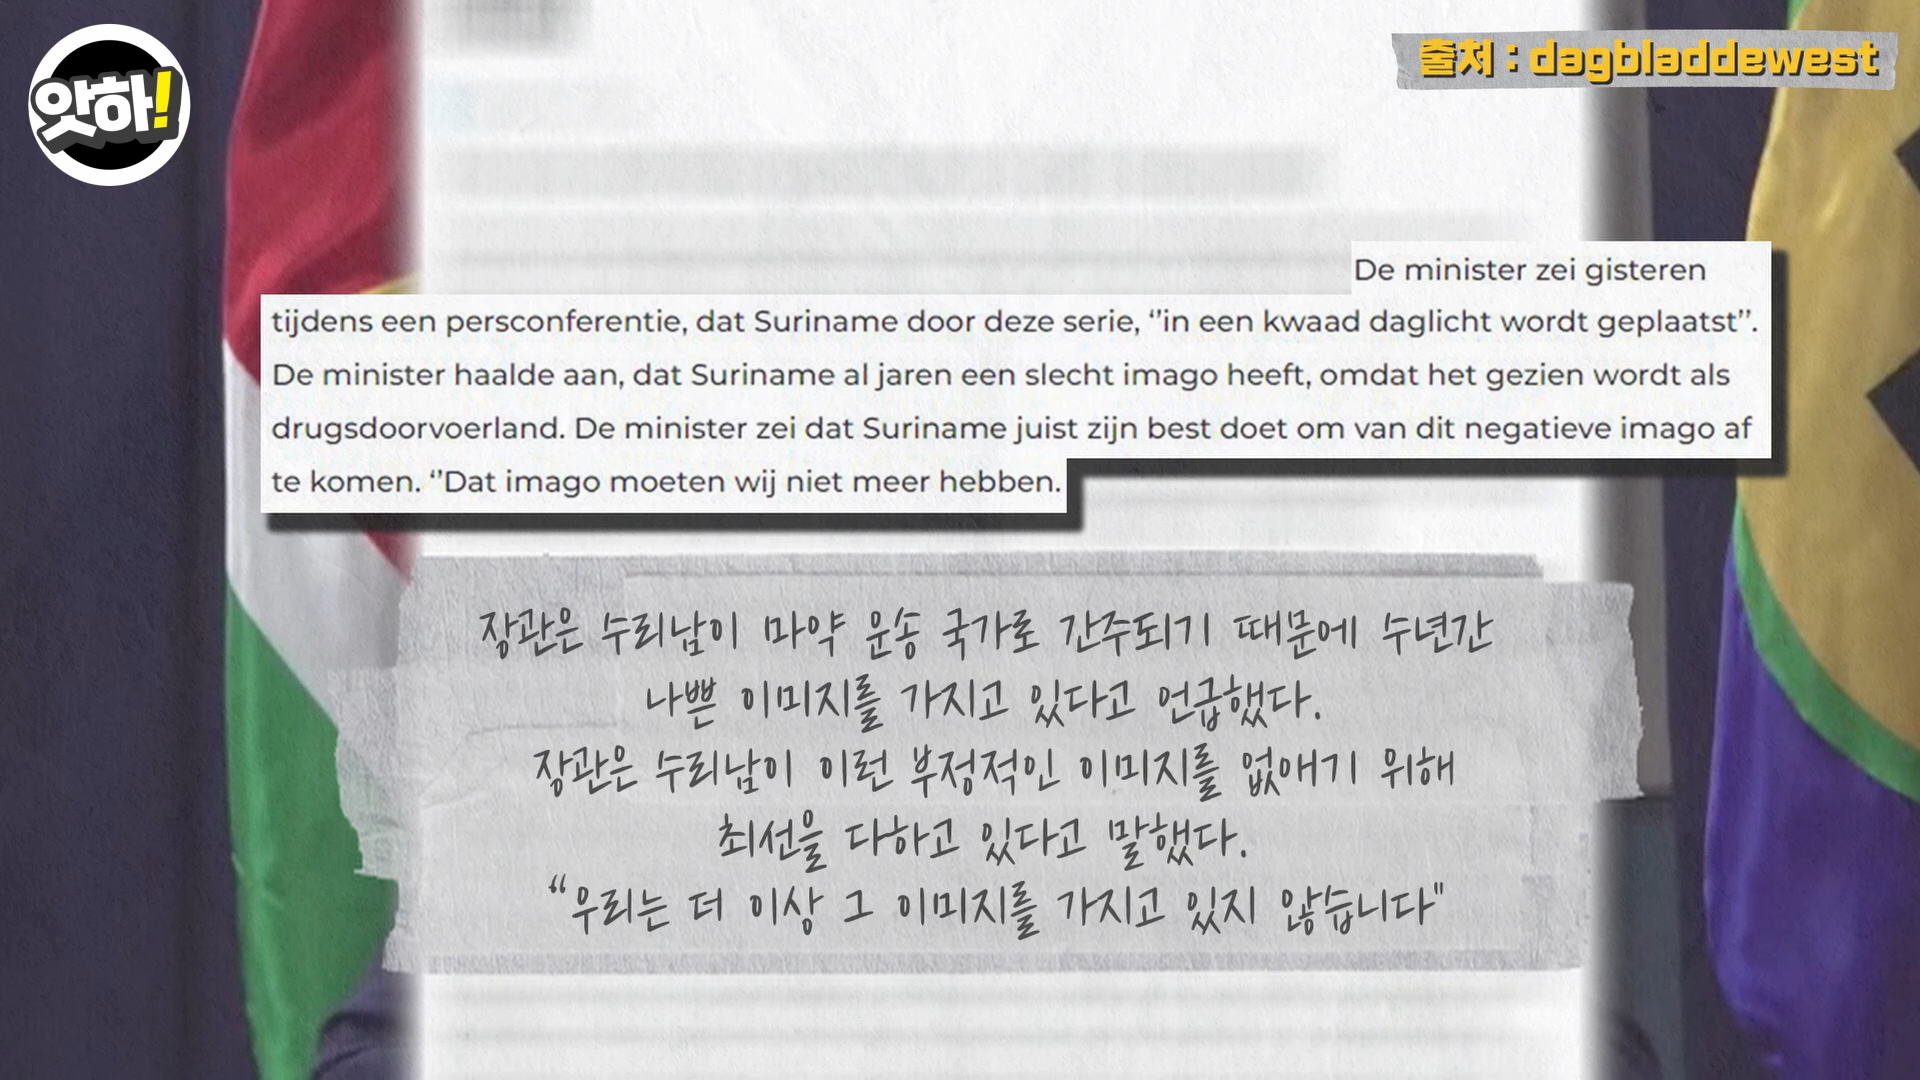 앗하!
출처 : dagbladdewest
De minister zei gisteren
tijdens een persconferentie, dat Suriname door deze serie, ‘’in een kwaad daglicht wordt geplaatst’’.
De minister haalde aan, dat Suriname al jaren een slecht imago heeft, omdat het gezien wordt als
drugsdoorvoerland. De minister zei dat Suriname juist zijn best doet om van dit negatieve imago af
te komen. ‘’Dat imago moeten wij niet meer hebben.
장관은 수리남이 마약 운송 국가로 간주되기 때문에 수년간
나쁜 이미지를 가지고 있다고 언급했다.
장관은 수리남이 이런 부정적인 이미지를 없애기 위해
최선을 다하고 있다고 말했다.
“우리는 더 이상 그 이미지를 가지고 있지 않습니다"